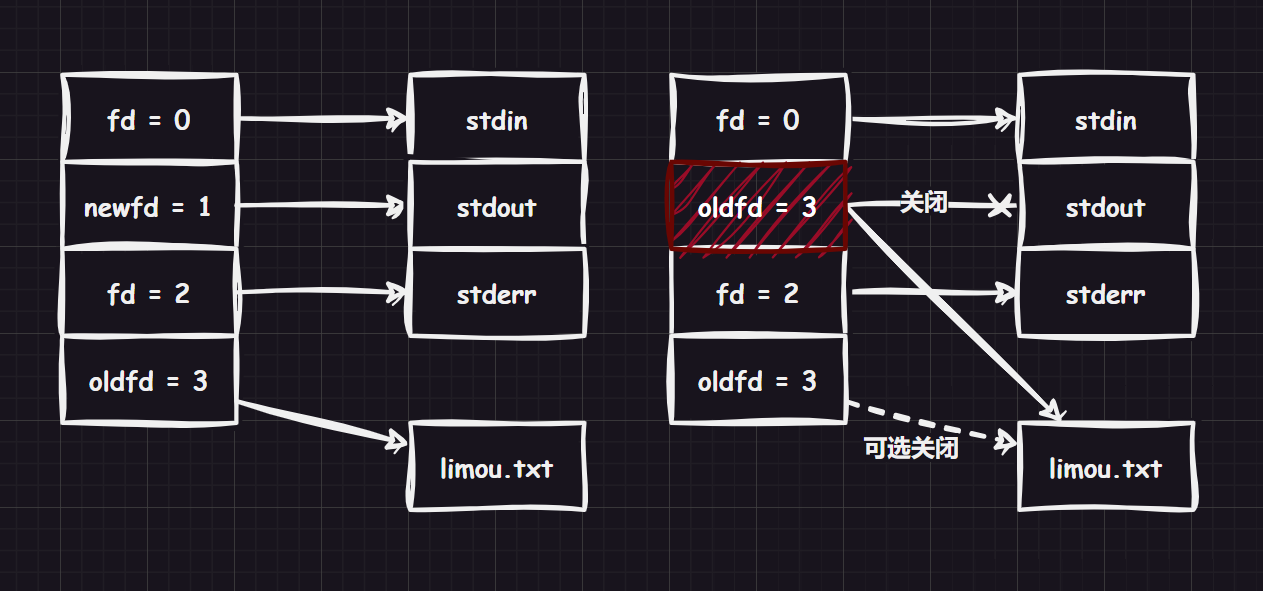 fd = 0
newfd = 1
fd = 2
oldfd = 3
stdin
stdout
stderr
limou.txt
fd = 0
oldfd = 3
fd = 2
oldfd = 3
关闭
可选关闭
stdin
stdout
stderr
limou.txt